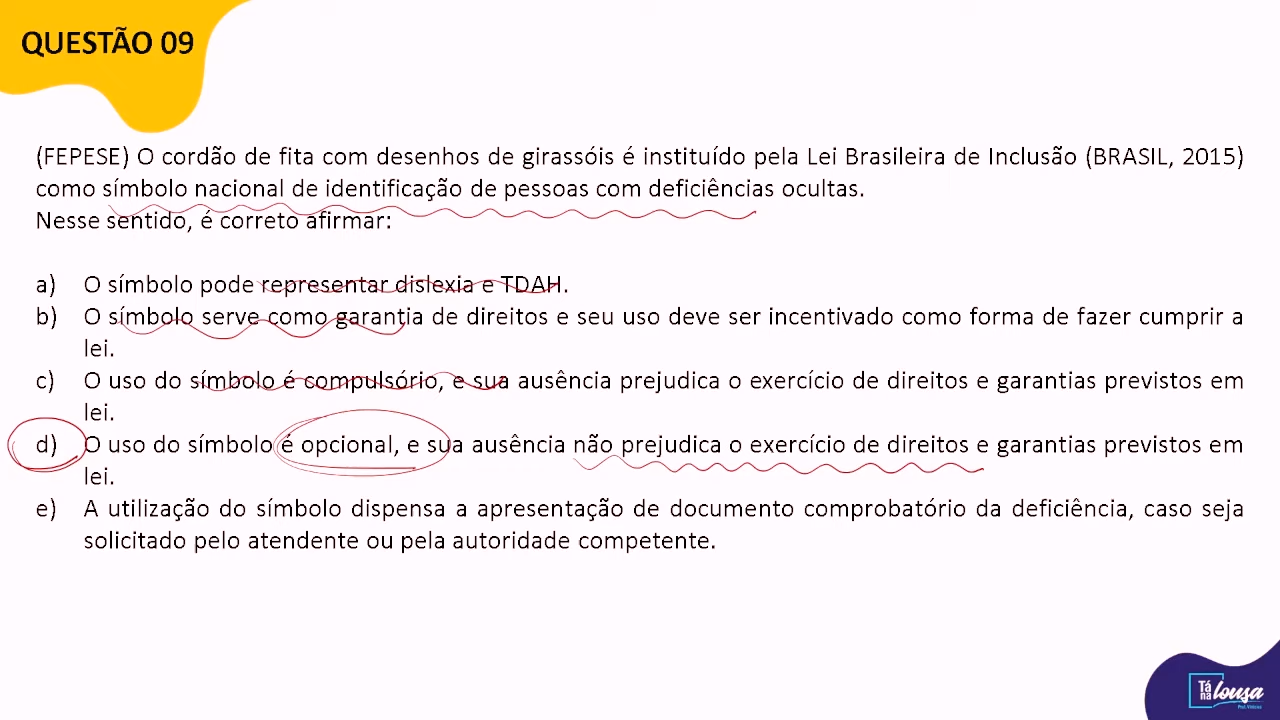 QUESTÃO 09
(FEPESE) O cordão de fita com desenhos de girassóis é instituído pela Lei Brasileira de Inclusão (BRASIL, 2015)
como símbolo nacional de identificação de pessoas com deficiências ocultas.
Nesse sentido, é correto afirmar:
a) O símbolo pode representar dislexia e TDAH.
b) O símbolo serve como garantia de direitos e seu uso deve ser incentivado como forma de fazer cumprir a
lei.
c) O uso do símbolo é compulsório, e sua ausência prejudica o exercício de direitos e garantias previstos em
lei.
d) O uso do símbolo é opcional, e sua ausência não prejudica o exercício de direitos e garantias previstos em
lei.
e) A utilização do símbolo dispensa a apresentação de documento comprobatório da deficiência, caso seja
solicitado pelo atendente ou pela autoridade competente.
Tá
na lousa
Prof. Vinícius